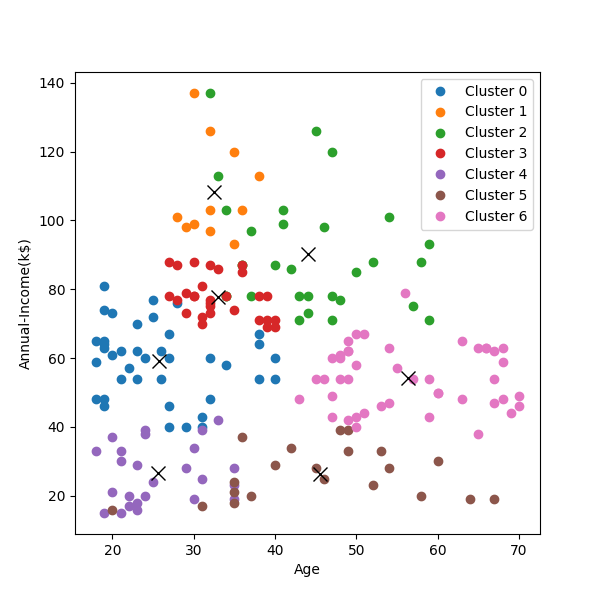 140
120
100
80
60
40
20
Annual-Income(k$)
20 30 40 50 60 70
Age
Cluster 0
Cluster 1
Cluster 2
Cluster 3
Cluster 4
Cluster 5
Cluster 6